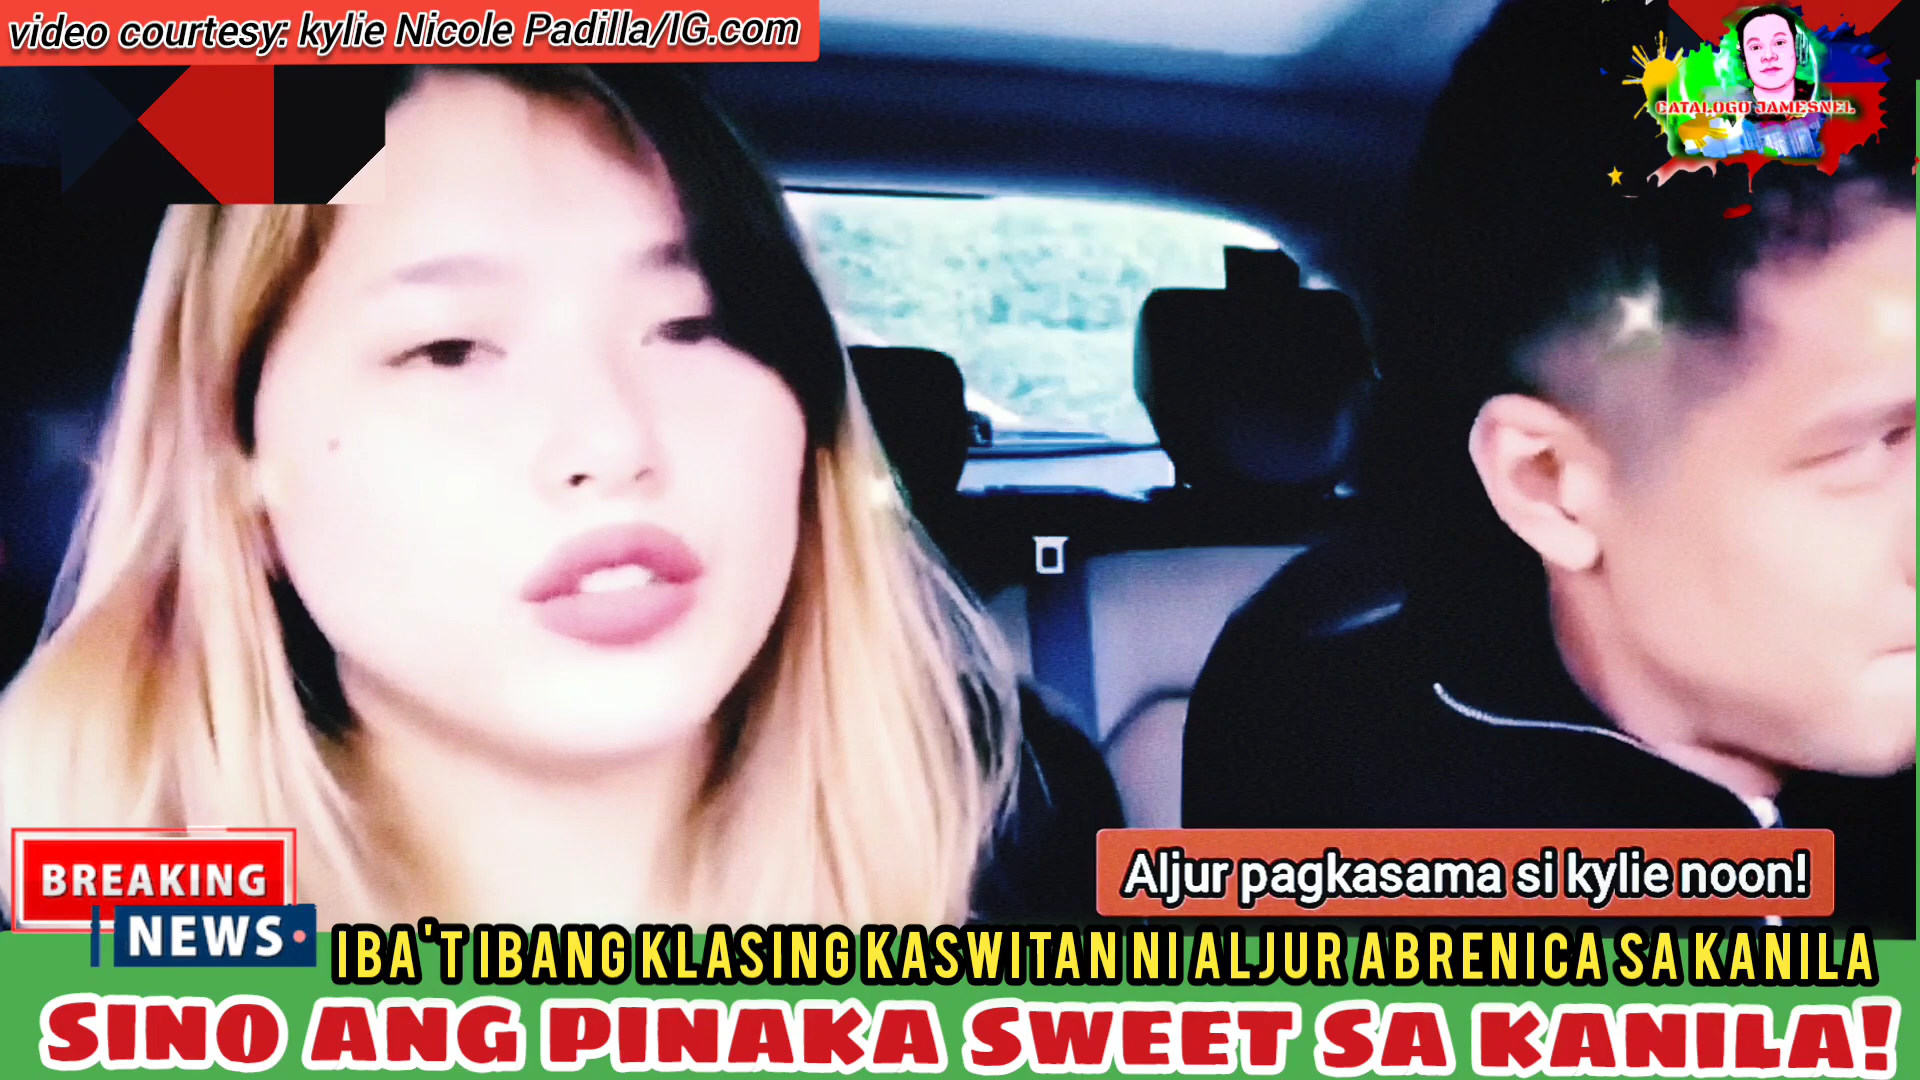 video courtesy: kylie Nicole Padilla/IG.com
CATALOGO JAMESNEL
Aljur pagkasama si kylie noon!
BREAKING
NEWS
IBA'T IBANG KLASING KASWITAN NI ALJUR ABRENICA SA KANILA
SINO ANG PINAKA SWEET SA KANILA!